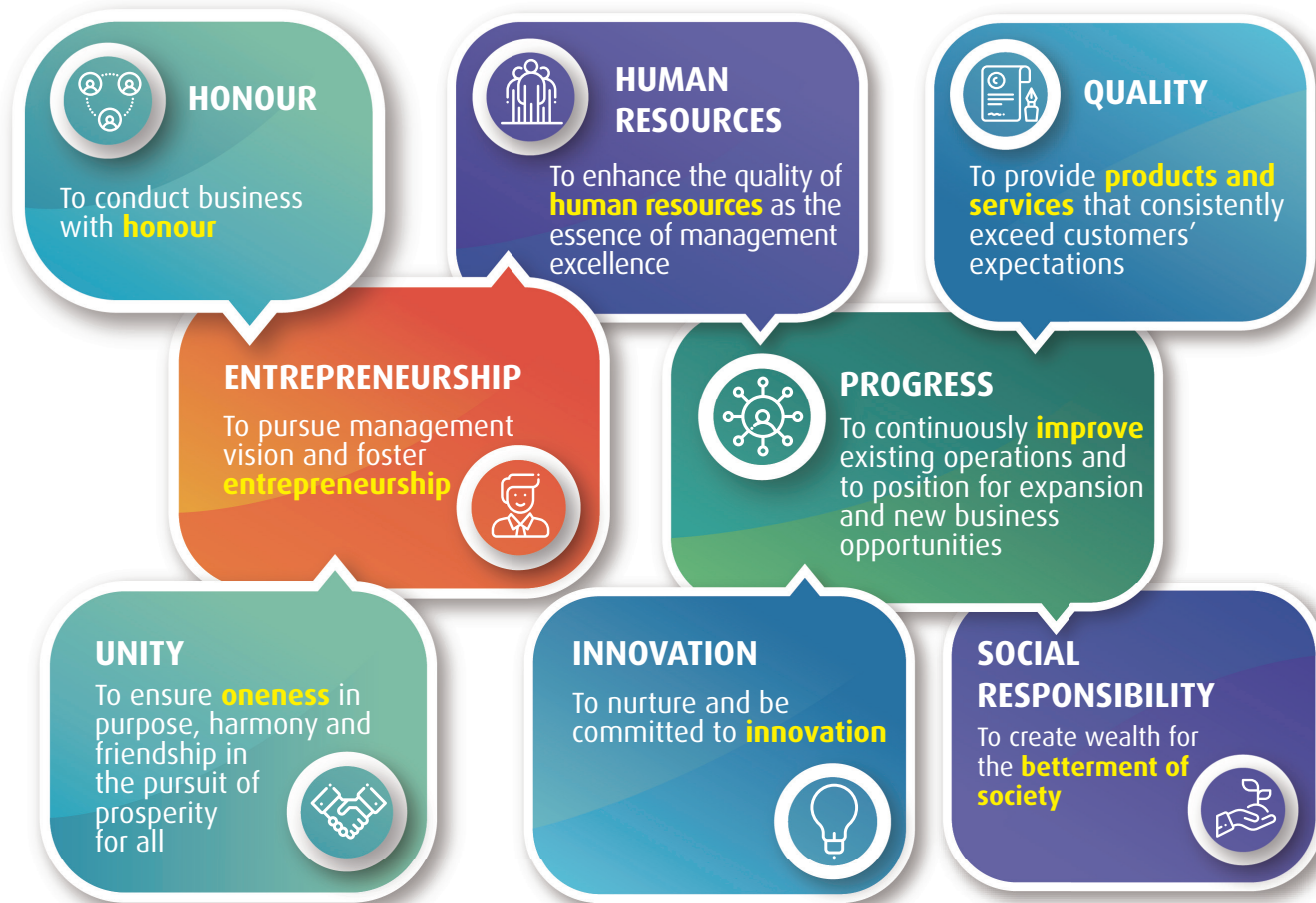 HONOUR
To conduct business
with honour
HUMAN
RESOURCES
To enhance the quality of
human resources as the
essence of management
excellence
QUALITY
To provide products and
services that consistently
exceed customers’
expectations
ENTREPRENEURSHIP
To pursue management
vision and foster
entrepreneurship
PROGRESS
To continuously improve
existing operations and
to position for expansion
and new business
opportunities
UNITY
To ensure oneness in
purpose, harmony and
friendship in
the pursuit of
prosperity
for all
INNOVATION
To nurture and be
committed to innovation
SOCIAL
RESPONSIBILITY
To create wealth for
the betterment of
society